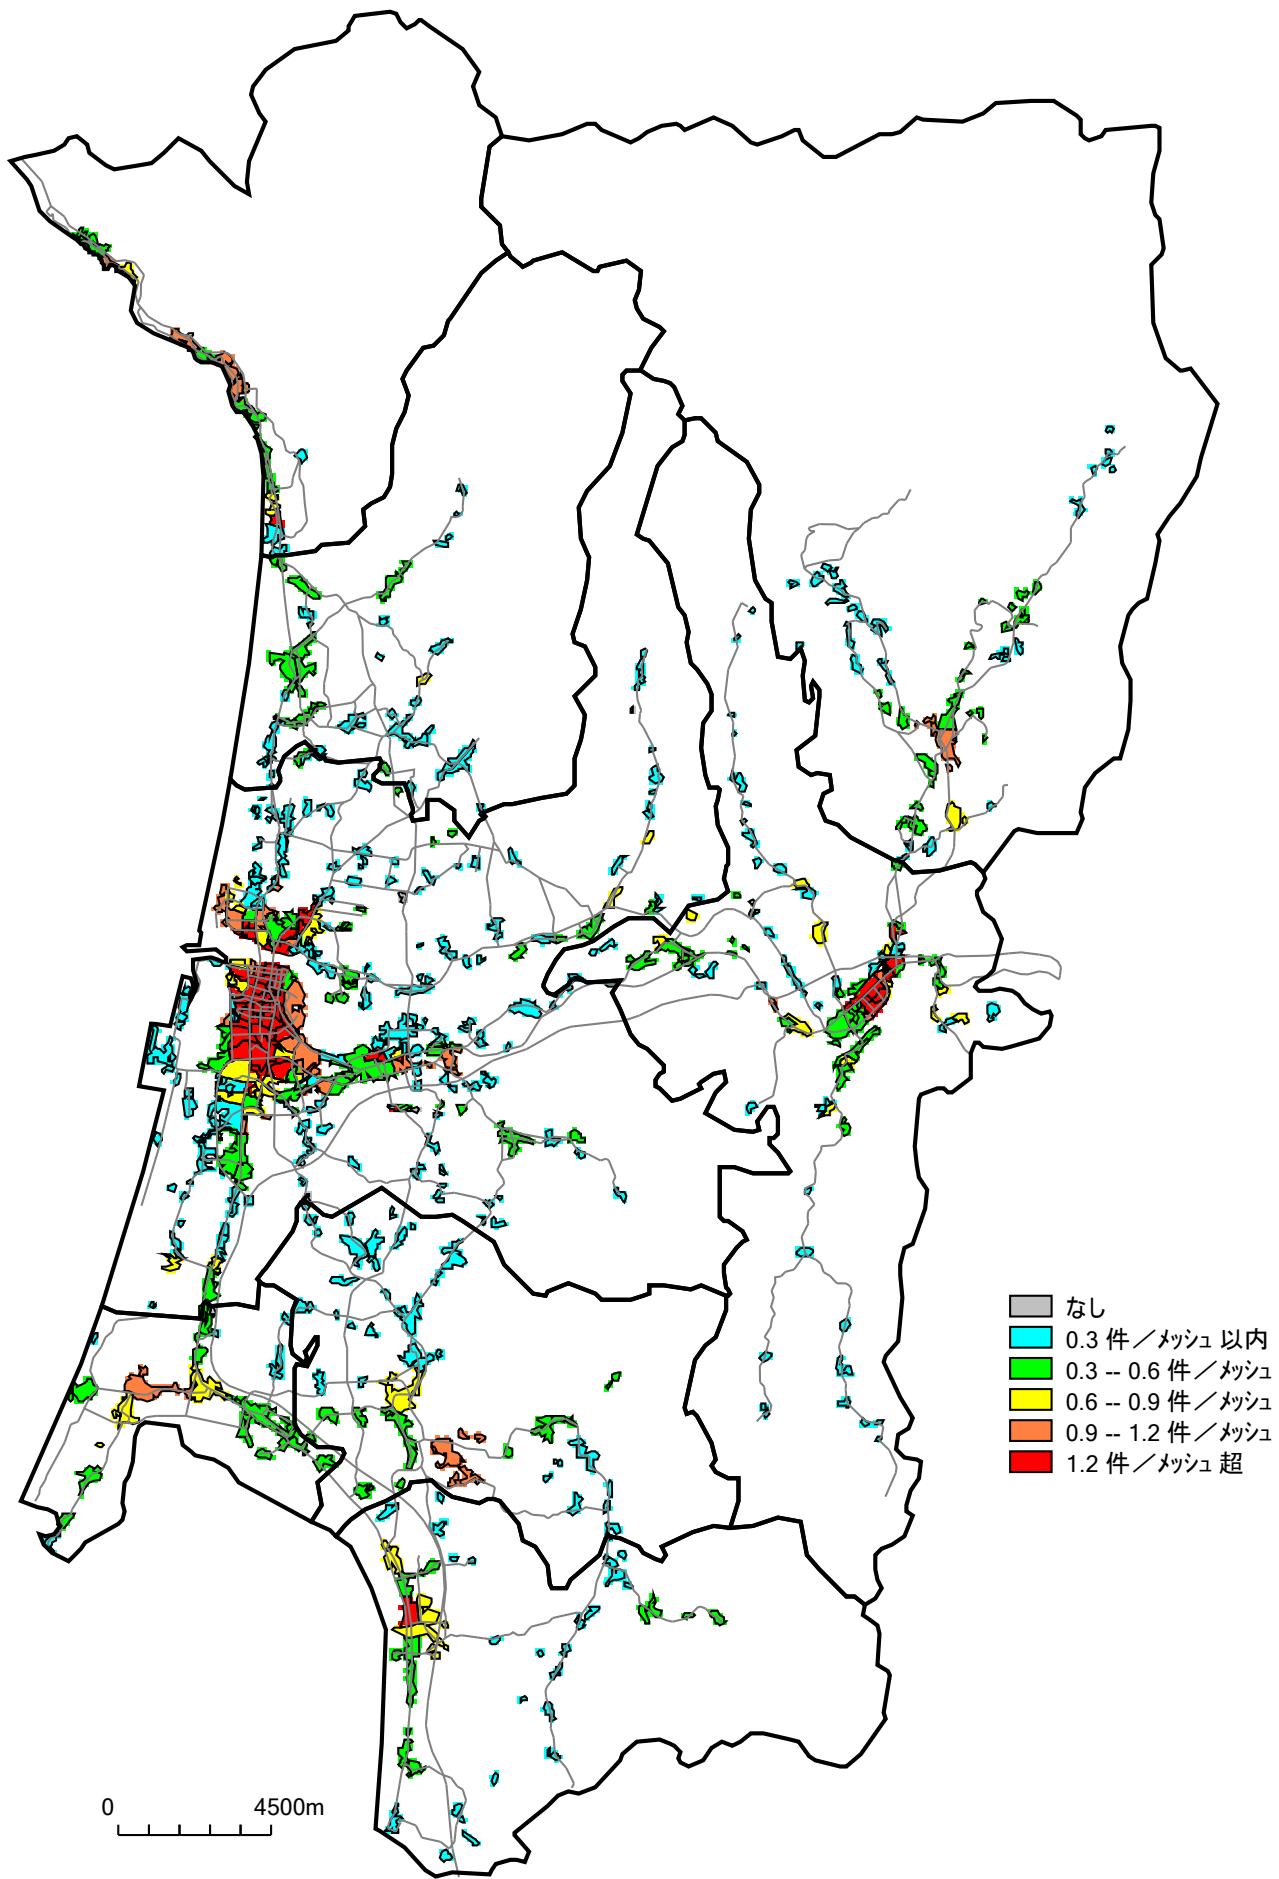 なし
0.3 件／ﾒｯｼｭ 以内
0.3 -- 0.6 件／ﾒｯｼｭ
0.6 -- 0.9 件／ﾒｯｼｭ
0.9 -- 1.2 件／ﾒｯｼｭ
1.2 件／ﾒｯｼｭ 超
0 4500m